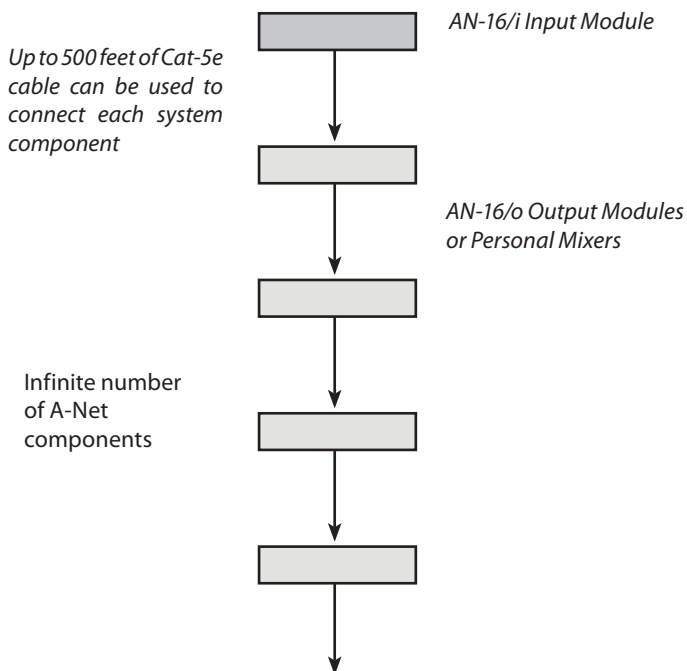 AN-16/i Input Module
Up to 500 feet of Cat-5e
cable can be used to
connect each system
component
AN-16/o Output Modules
or Personal Mixers
Infinite number
of A-Net
components